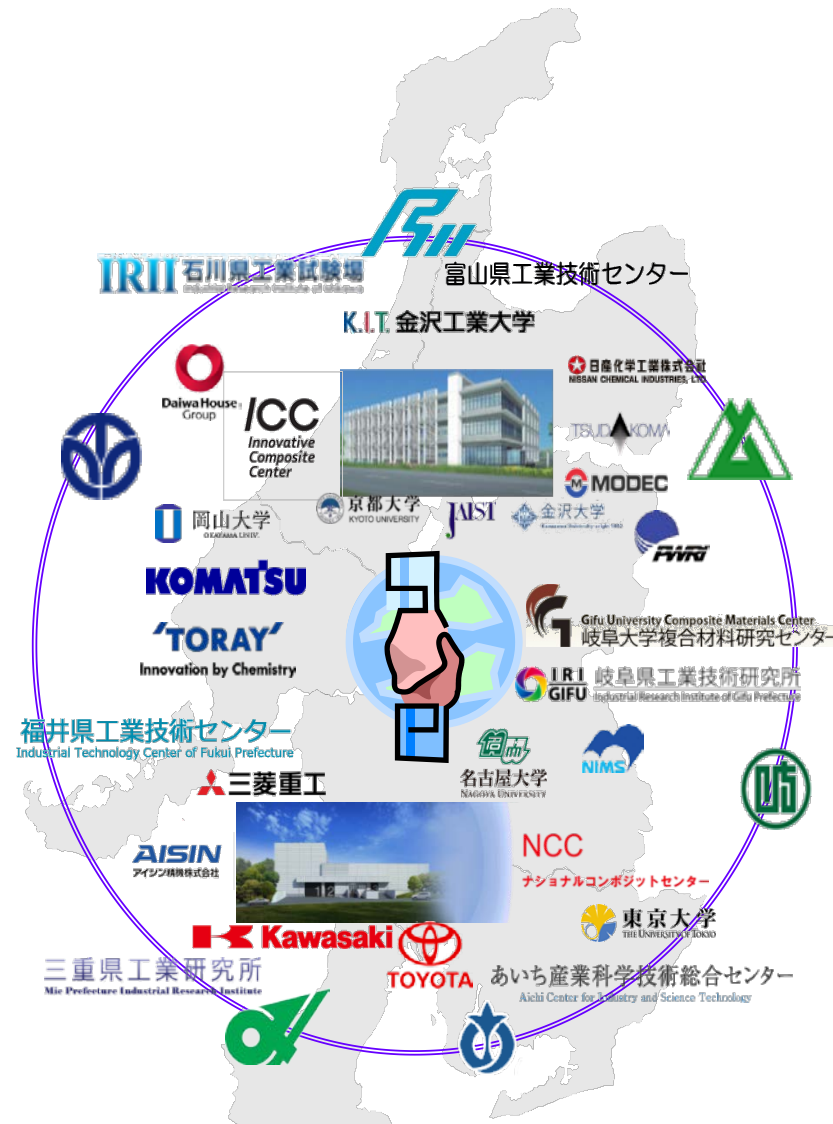 IRII 石川県工業試験場
Industrial Research Institute of Ishikawa
富山県工業技術センター
K.I.T. 金沢工業大学
Daiwa House
Group
ICC
Innovative
Composite
Center
日産化学工業株式会社
NISSAN CHEMICAL INDUSTRIES, LTD
TSUDAKOMA
MODEC
岡山大学
OKAYAMA UNIV.
京都大学
KYOTO UNIVERSITY
JAIST
金沢大学
PWRI
KOMATSU
'TORAY'
Innovation by Chemistry
G
Gifu University Composite Materials Center
岐阜大学複合材料研究センター
IRI
GIFU
岐阜県工業技術研究所
Industrial Research Institute of Gifu Prefecture
福井県工業技術センター
Industrial Technology Center of Fukui Prefecture
三菱重工
名古屋大学
NAGOYA UNIVERSITY
NIMS
AISIN
アイシン精機株式会社
NCC
ナショナルコンポジットセンター
東京大学
THE UNIVERSITY OF TOKYO
Kawasaki
TOYOTA
三重県工業研究所
Mie Prefecture Industrial Research Institute
あいち産業科学技術総合センター
Aichi Center for Industry and Science Technology